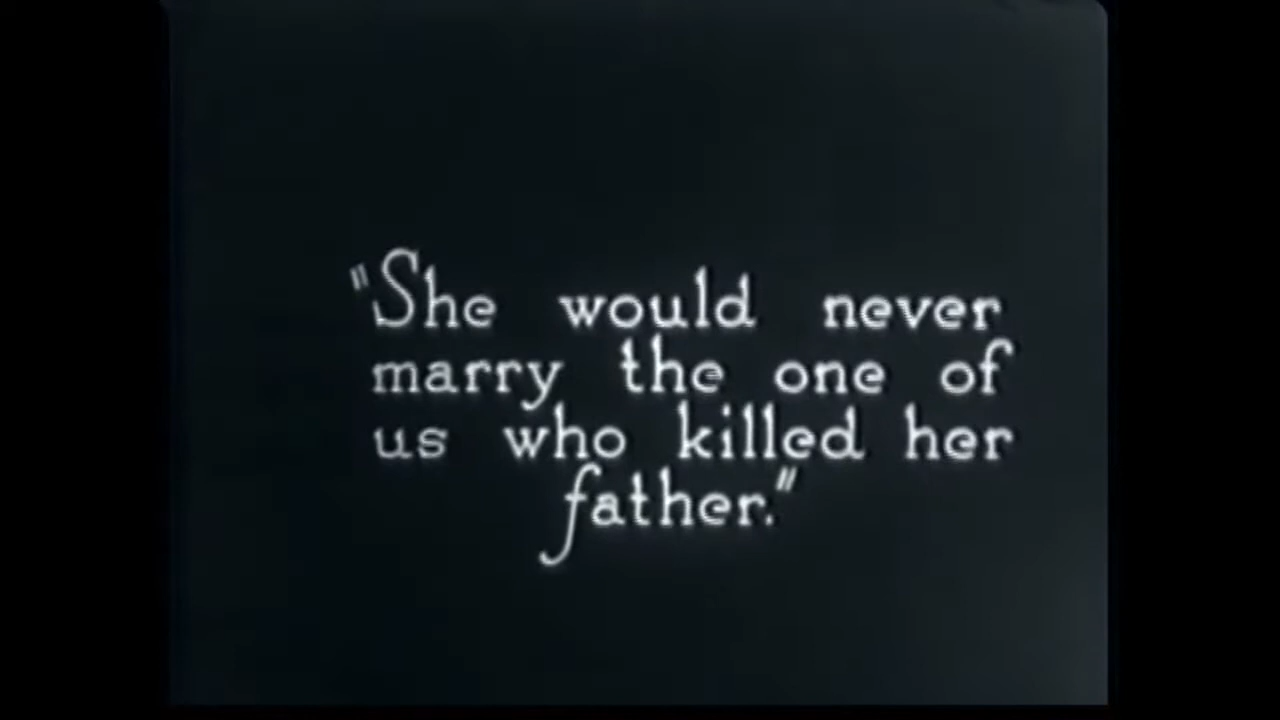 "She would never
marry the one of
us who killed her
father."